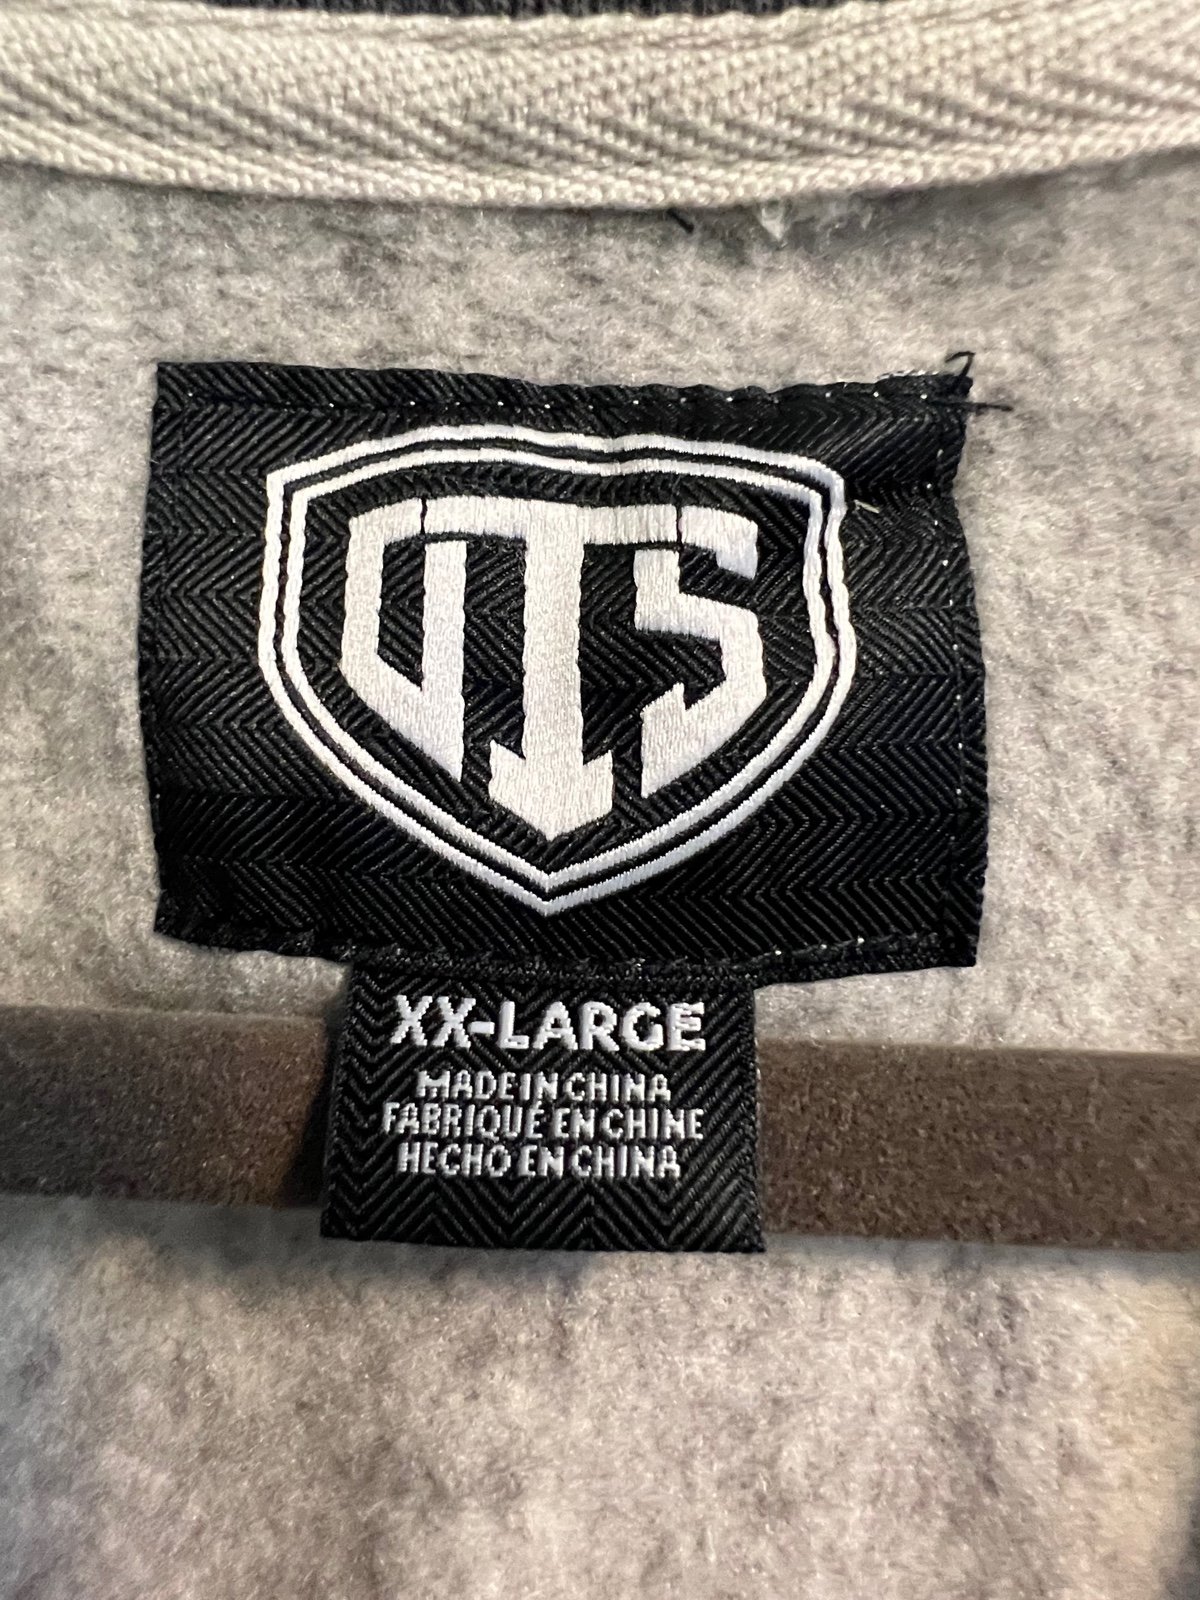 OTS
XX-LARGE
MADE IN CHINA
FABRIQUÉ EN CHINE
HECHO EN CHINA